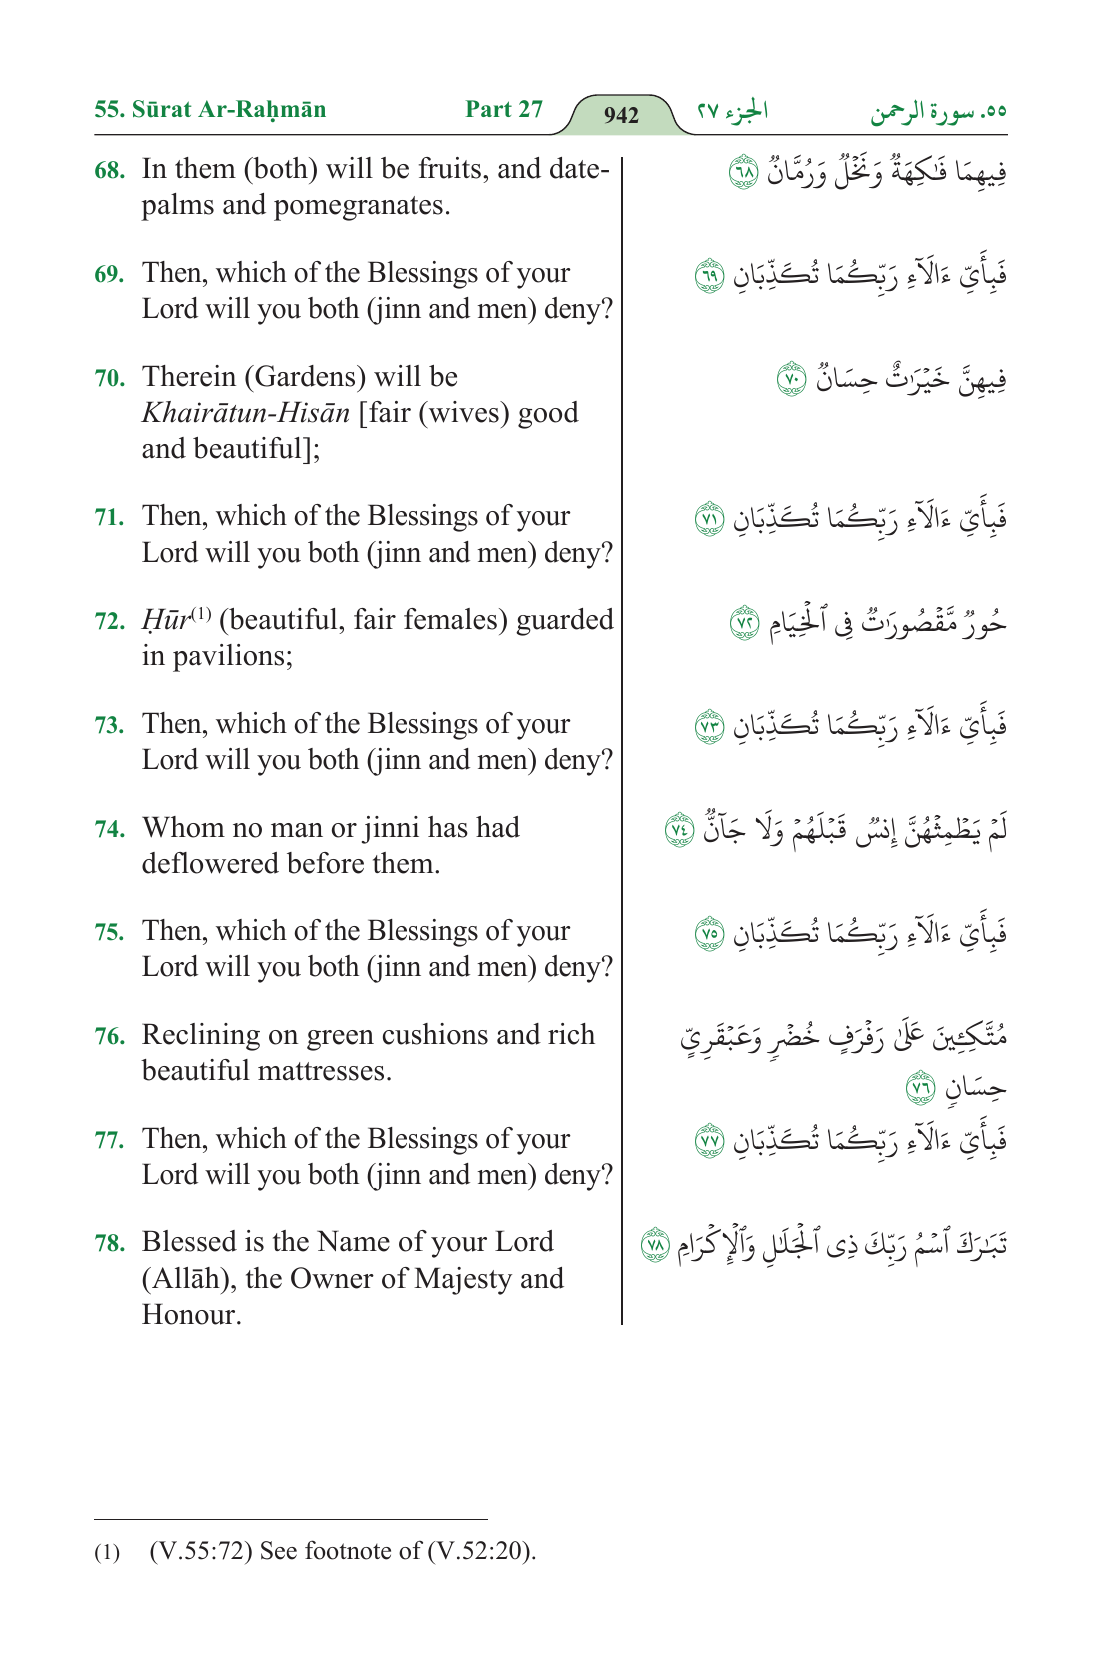 55. Sūrat Ar-Raḥmān Part 27 942 الجزء ٢٧ ٥٥. سورة الرحمن
68. In them (both) will be fruits, and date-
palms and pomegranates.
فِيهِمَا فَـٰكِهَةٌ وَنَخْلٌ وَرُمَّانٌ ٦٨
69. Then, which of the Blessings of your
Lord will you both (jinn and men) deny?
فَبِأَىِّ ءَالَآءِ رَبِّكُمَا تُكَذِّبَانِ ٦٩
70. Therein (Gardens) will be
Khairātun-Hisān [fair (wives) good
and beautiful];
فِيهِنَّ خَيْرَٰتٌ حِسَانٌ ٧٠
71. Then, which of the Blessings of your
Lord will you both (jinn and men) deny?
فَبِأَىِّ ءَالَآءِ رَبِّكُمَا تُكَذِّبَانِ ٧١
72. Ḥūr(1) (beautiful, fair females) guarded
in pavilions;
حُورٌ مَّقْصُورَٰتٌ فِى ٱلْخِيَامِ ٧٢
73. Then, which of the Blessings of your
Lord will you both (jinn and men) deny?
فَبِأَىِّ ءَالَآءِ رَبِّكُمَا تُكَذِّبَانِ ٧٣
74. Whom no man or jinni has had
deflowered before them.
لَمْ يَطْمِثْهُنَّ إِنسٌ قَبْلَهُمْ وَلَا جَآنٌّ ٧٤
75. Then, which of the Blessings of your
Lord will you both (jinn and men) deny?
فَبِأَىِّ ءَالَآءِ رَبِّكُمَا تُكَذِّبَانِ ٧٥
76. Reclining on green cushions and rich
beautiful mattresses.
مُتَّكِـِٔينَ عَلَىٰ رَفْرَفٍ خُضْرٍ وَعَبْقَرِىٍّ
حِسَانٍ ٧٦
77. Then, which of the Blessings of your
Lord will you both (jinn and men) deny?
فَبِأَىِّ ءَالَآءِ رَبِّكُمَا تُكَذِّبَانِ ٧٧
78. Blessed is the Name of your Lord
(Allāh), the Owner of Majesty and
Honour.
تَبَـٰرَكَ ٱسْمُ رَبِّكَ ذِى ٱلْجَلَـٰلِ وَٱلْإِكْرَامِ ٧٨
(1) (V.55:72) See footnote of (V.52:20).